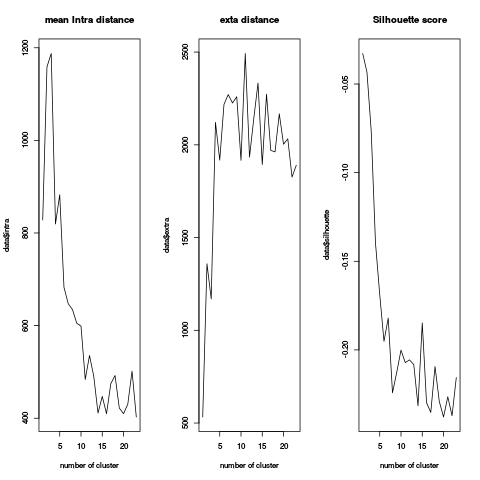 mean Intra distance
exta distance
Silhouette score
data$intra
400
600
800
1000
1200
5
10
15
20
number of cluster
data$extra
500
1000
1500
2000
2500
5
10
15
20
number of cluster
data$silhouette
-0.20
-0.15
-0.10
-0.05
5
10
15
20
number of cluster